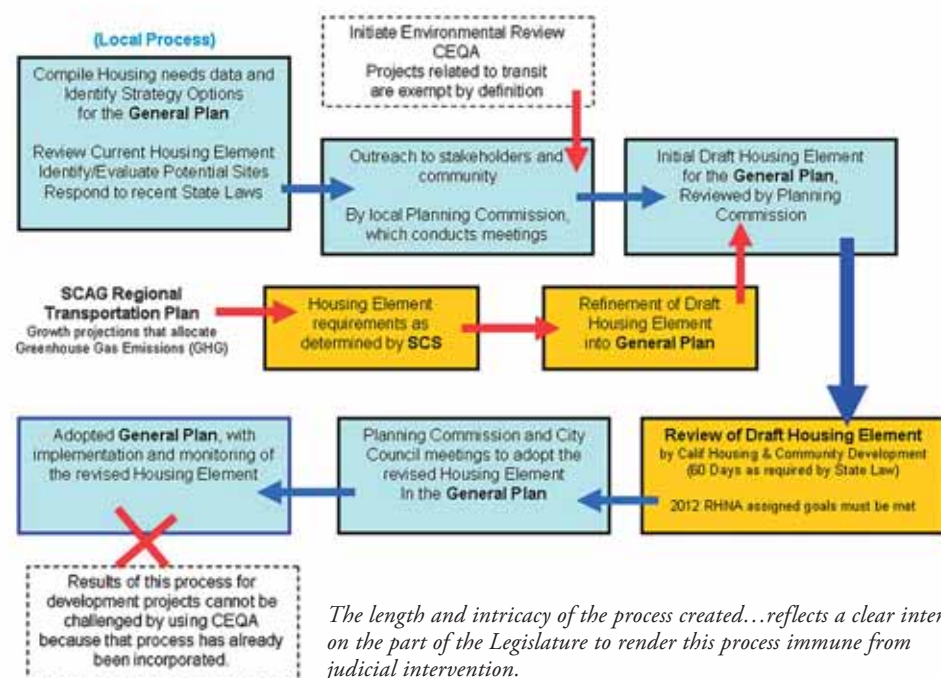 (Local Process)
Compile Housing needs data and
Identify Strategy Options
for the General Plan
Review Current Housing Element
Identify/Evaluate Potential Sites
Respond to recent State Laws
Initiate Environmental Review
CEQA
Projects related to transit
are exempt by definition
Outreach to stakeholders and
community
By local Planning Commission,
which conducts meetings
Initial Draft Housing Element
for the General Plan,
Reviewed by Planning
Commission
SCAG Regional
Transportation Plan
Growth projections that allocate
Greenhouse Gas Emissions (GHG)
Housing Element
requirements as
determined by SCS
Refinement of Draft
Housing Element
into General Plan
Adopted General Plan, with
implementation and monitoring of
the revised Housing Element
Planning Commission and City
Council meetings to adopt the
revised Housing Element
In the General Plan
Review of Draft Housing Element
by Calif Housing & Community Development
(60 Days as required by State Law)
2012 RHNA assigned goals must be met
Results of this process for
development projects cannot be
challenged by using CEQA
because that process has already
been incorporated.
The length and intricacy of the process created…reflects a clear inter
on the part of the Legislature to render this process immune from
judicial intervention.